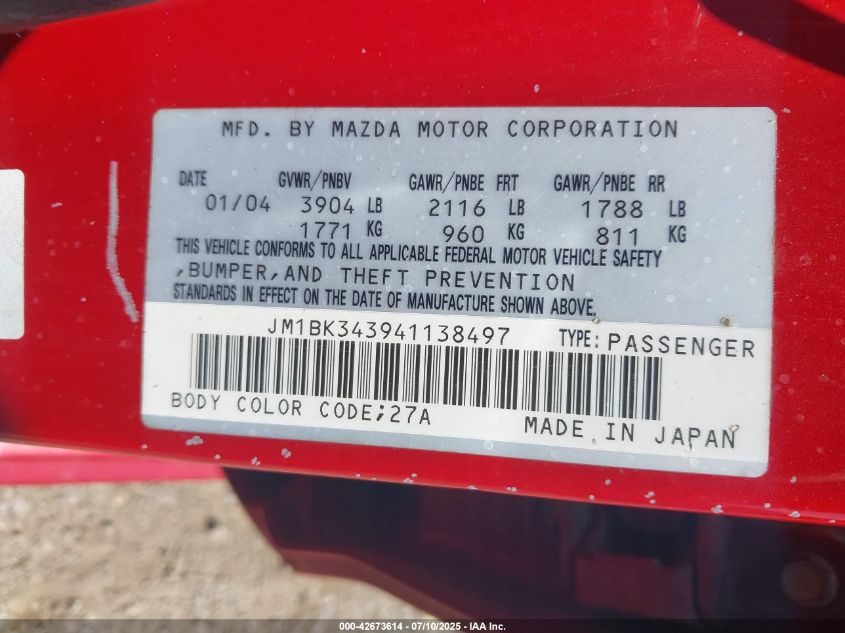 MFD. BY MAZDA MOTOR CORPORATION
DATE GVWR/PNBV GAWR/PNBE FRT GAWR/PNBE RR
01/04 3904 LB 2116 LB 1788 LB
1771 KG 960 KG 811 KG
THIS VEHICLE CONFORMS TO ALL APPLICABLE FEDERAL MOTOR VEHICLE SAFETY
,BUMPER,AND THEFT PREVENTION
STANDARDS IN EFFECT ON THE DATE OF MANUFACTURE SHOWN ABOVE.
JM1BK343941138497 TYPE: PASSENGER
BODY COLOR CODE;27A MADE IN JAPAN
000-42673614 - 07/10/2025 - © IAA Inc.